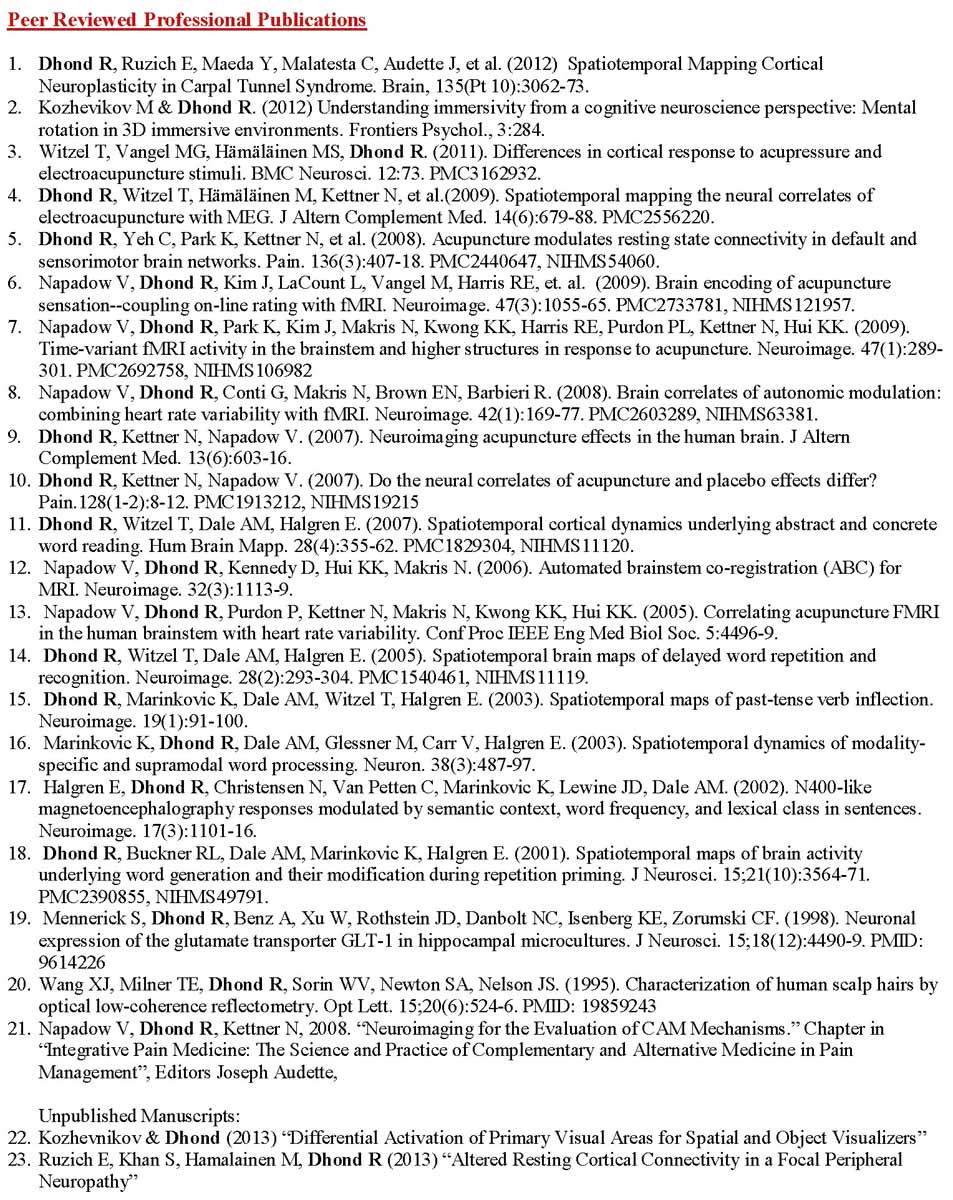 Peer Reviewed Professional Publications
1. Dhond R, Ruzich E, Maeda Y, Malatesta C, Audette J, et al. (2012) Spatiotemporal Mapping Cortical
Neuroplasticity in Carpal Tunnel Syndrome. Brain, 135(Pt 10):3062-73.
2. Kozhevikov M & Dhond R. (2012) Understanding immersivity from a cognitive neuroscience perspective: Mental
rotation in 3D immersive environments. Frontiers Psychol., 3:284.
3. Witzel T, Vangel MG, Hämäläinen MS, Dhond R. (2011). Differences in cortical response to acupressure and
electroacupuncture stimuli. BMC Neurosci. 12:73. PMC3162932.
4. Dhond R, Witzel T, Hämäläinen M, Kettner N, et al.(2009). Spatiotemporal mapping the neural correlates of
electroacupuncture with MEG. J Altern Complement Med. 14(6):679-88. PMC2556220.
5. Dhond R, Yeh C, Park K, Kettner N, et al. (2008). Acupuncture modulates resting state connectivity in default and
sensorimotor brain networks. Pain. 136(3):407-18. PMC2440647, NIHMS54060.
6. Napadow V, Dhond R, Kim J, LaCount L, Vangel M, Harris RE, et. al. (2009). Brain encoding of acupuncture
sensation--coupling on-line rating with fMRI. Neuroimage. 47(3):1055-65. PMC2733781, NIHMS121957.
7. Napadow V, Dhond R, Park K, Kim J, Makris N, Kwong KK, Harris RE, Purdon PL, Kettner N, Hui KK. (2009).
Time-variant fMRI activity in the brainstem and higher structures in response to acupuncture. Neuroimage. 47(1):289-
301. PMC2692758, NIHMS106982
8. Napadow V, Dhond R, Conti G, Makris N, Brown EN, Barbieri R. (2008). Brain correlates of autonomic modulation:
combining heart rate variability with fMRI. Neuroimage. 42(1):169-77. PMC2603289, NIHMS63381.
9. Dhond R, Kettner N, Napadow V. (2007). Neuroimaging acupuncture effects in the human brain. J Altern
Complement Med. 13(6):603-16.
10. Dhond R, Kettner N, Napadow V. (2007). Do the neural correlates of acupuncture and placebo effects differ?
Pain.128(1-2):8-12. PMC1913212, NIHMS19215
11. Dhond R, Witzel T, Dale AM, Halgren E. (2007). Spatiotemporal cortical dynamics underlying abstract and concrete
word reading. Hum Brain Mapp. 28(4):355-62. PMC1829304, NIHMS11120.
12. Napadow V, Dhond R, Kennedy D, Hui KK, Makris N. (2006). Automated brainstem co-registration (ABC) for
MRI. Neuroimage. 32(3):1113-9.
13. Napadow V, Dhond R, Purdon P, Kettner N, Makris N, Kwong KK, Hui KK. (2005). Correlating acupuncture FMRI
in the human brainstem with heart rate variability. Conf Proc IEEE Eng Med Biol Soc. 5:4496-9.
14. Dhond R, Witzel T, Dale AM, Halgren E. (2005). Spatiotemporal brain maps of delayed word repetition and
recognition. Neuroimage. 28(2):293-304. PMC1540461, NIHMS11119.
15. Dhond R, Marinkovic K, Dale AM, Witzel T, Halgren E. (2003). Spatiotemporal maps of past-tense verb inflection.
Neuroimage. 19(1):91-100.
16. Marinkovic K, Dhond R, Dale AM, Glessner M, Carr V, Halgren E. (2003). Spatiotemporal dynamics of modality-
specific and supramodal word processing. Neuron. 38(3):487-97.
17. Halgren E, Dhond R, Christensen N, Van Petten C, Marinkovic K, Lewine JD, Dale AM. (2002). N400-like
magnetoencephalography responses modulated by semantic context, word frequency, and lexical class in sentences.
Neuroimage. 17(3):1101-16.
18. Dhond R, Buckner RL, Dale AM, Marinkovic K, Halgren E. (2001). Spatiotemporal maps of brain activity
underlying word generation and their modification during repetition priming. J Neurosci. 15;21(10):3564-71.
PMC2390855, NIHMS49791.
19. Mennerick S, Dhond R, Benz A, Xu W, Rothstein JD, Danbolt NC, Isenberg KE, Zorumski CF. (1998). Neuronal
expression of the glutamate transporter GLT-1 in hippocampal microcultures. J Neurosci. 15;18(12):4490-9. PMID:
9614226
20. Wang XJ, Milner TE, Dhond R, Sorin WV, Newton SA, Nelson JS. (1995). Characterization of human scalp hairs by
optical low-coherence reflectometry. Opt Lett. 15;20(6):524-6. PMID: 19859243
21. Napadow V, Dhond R, Kettner N, 2008. “Neuroimaging for the Evaluation of CAM Mechanisms.” Chapter in
“Integrative Pain Medicine: The Science and Practice of Complementary and Alternative Medicine in Pain
Management”, Editors Joseph Audette,
Unpublished Manuscripts:
22. Kozhevnikov & Dhond (2013) “Differential Activation of Primary Visual Areas for Spatial and Object Visualizers”
23. Ruzich E, Khan S, Hamalainen M, Dhond R (2013) “Altered Resting Cortical Connectivity in a Focal Peripheral
Neuropathy”